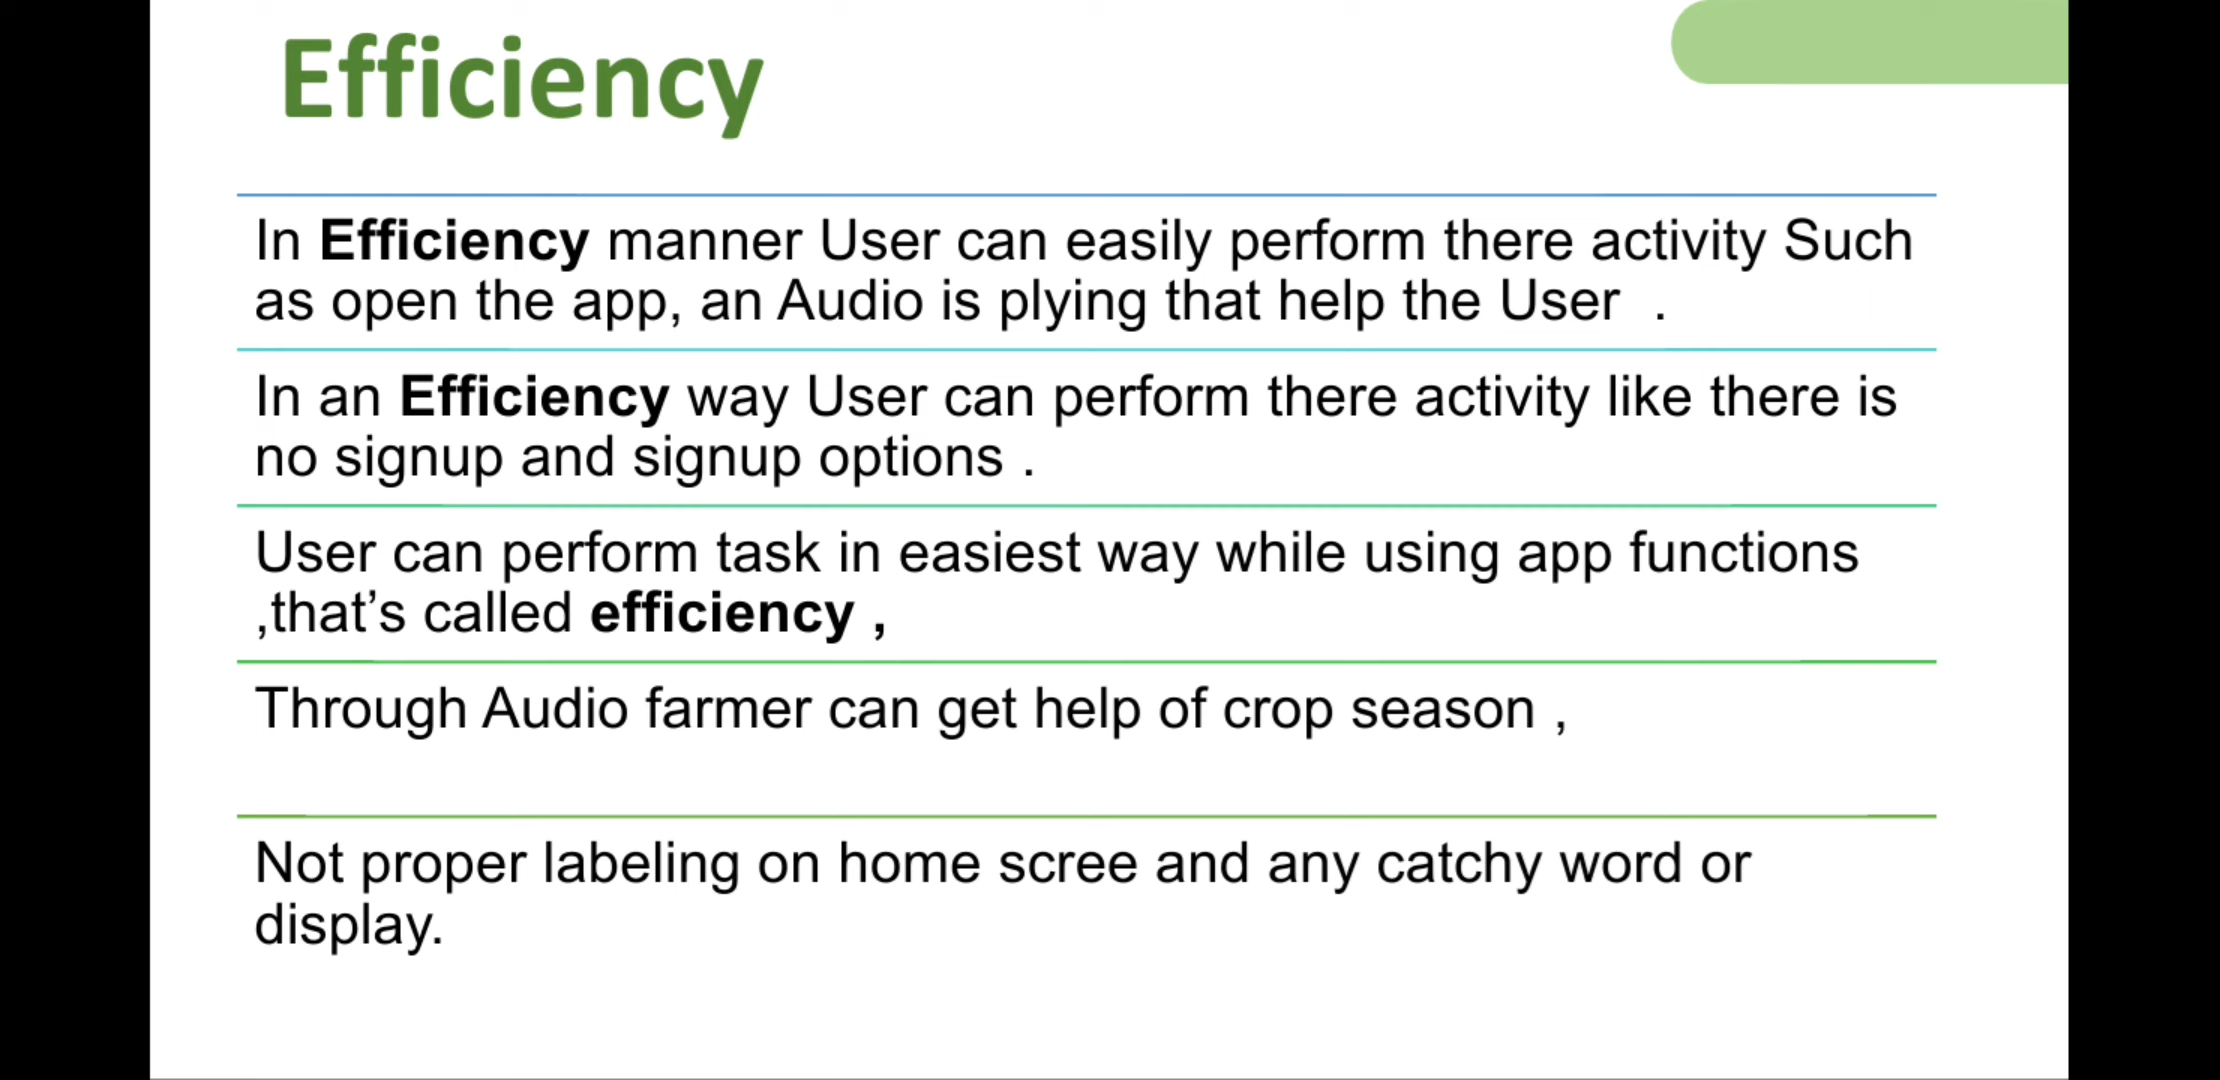 Efficiency
In Efficiency manner User can easily perform there activity Such
as open the app, an Audio is plying that help the User .
In an Efficiency way User can perform there activity like there is
no signup and signup options .
User can perform task in easiest way while using app functions
,that’s called efficiency ,
Through Audio farmer can get help of crop season ,
Not proper labeling on home scree and any catchy word or
display.